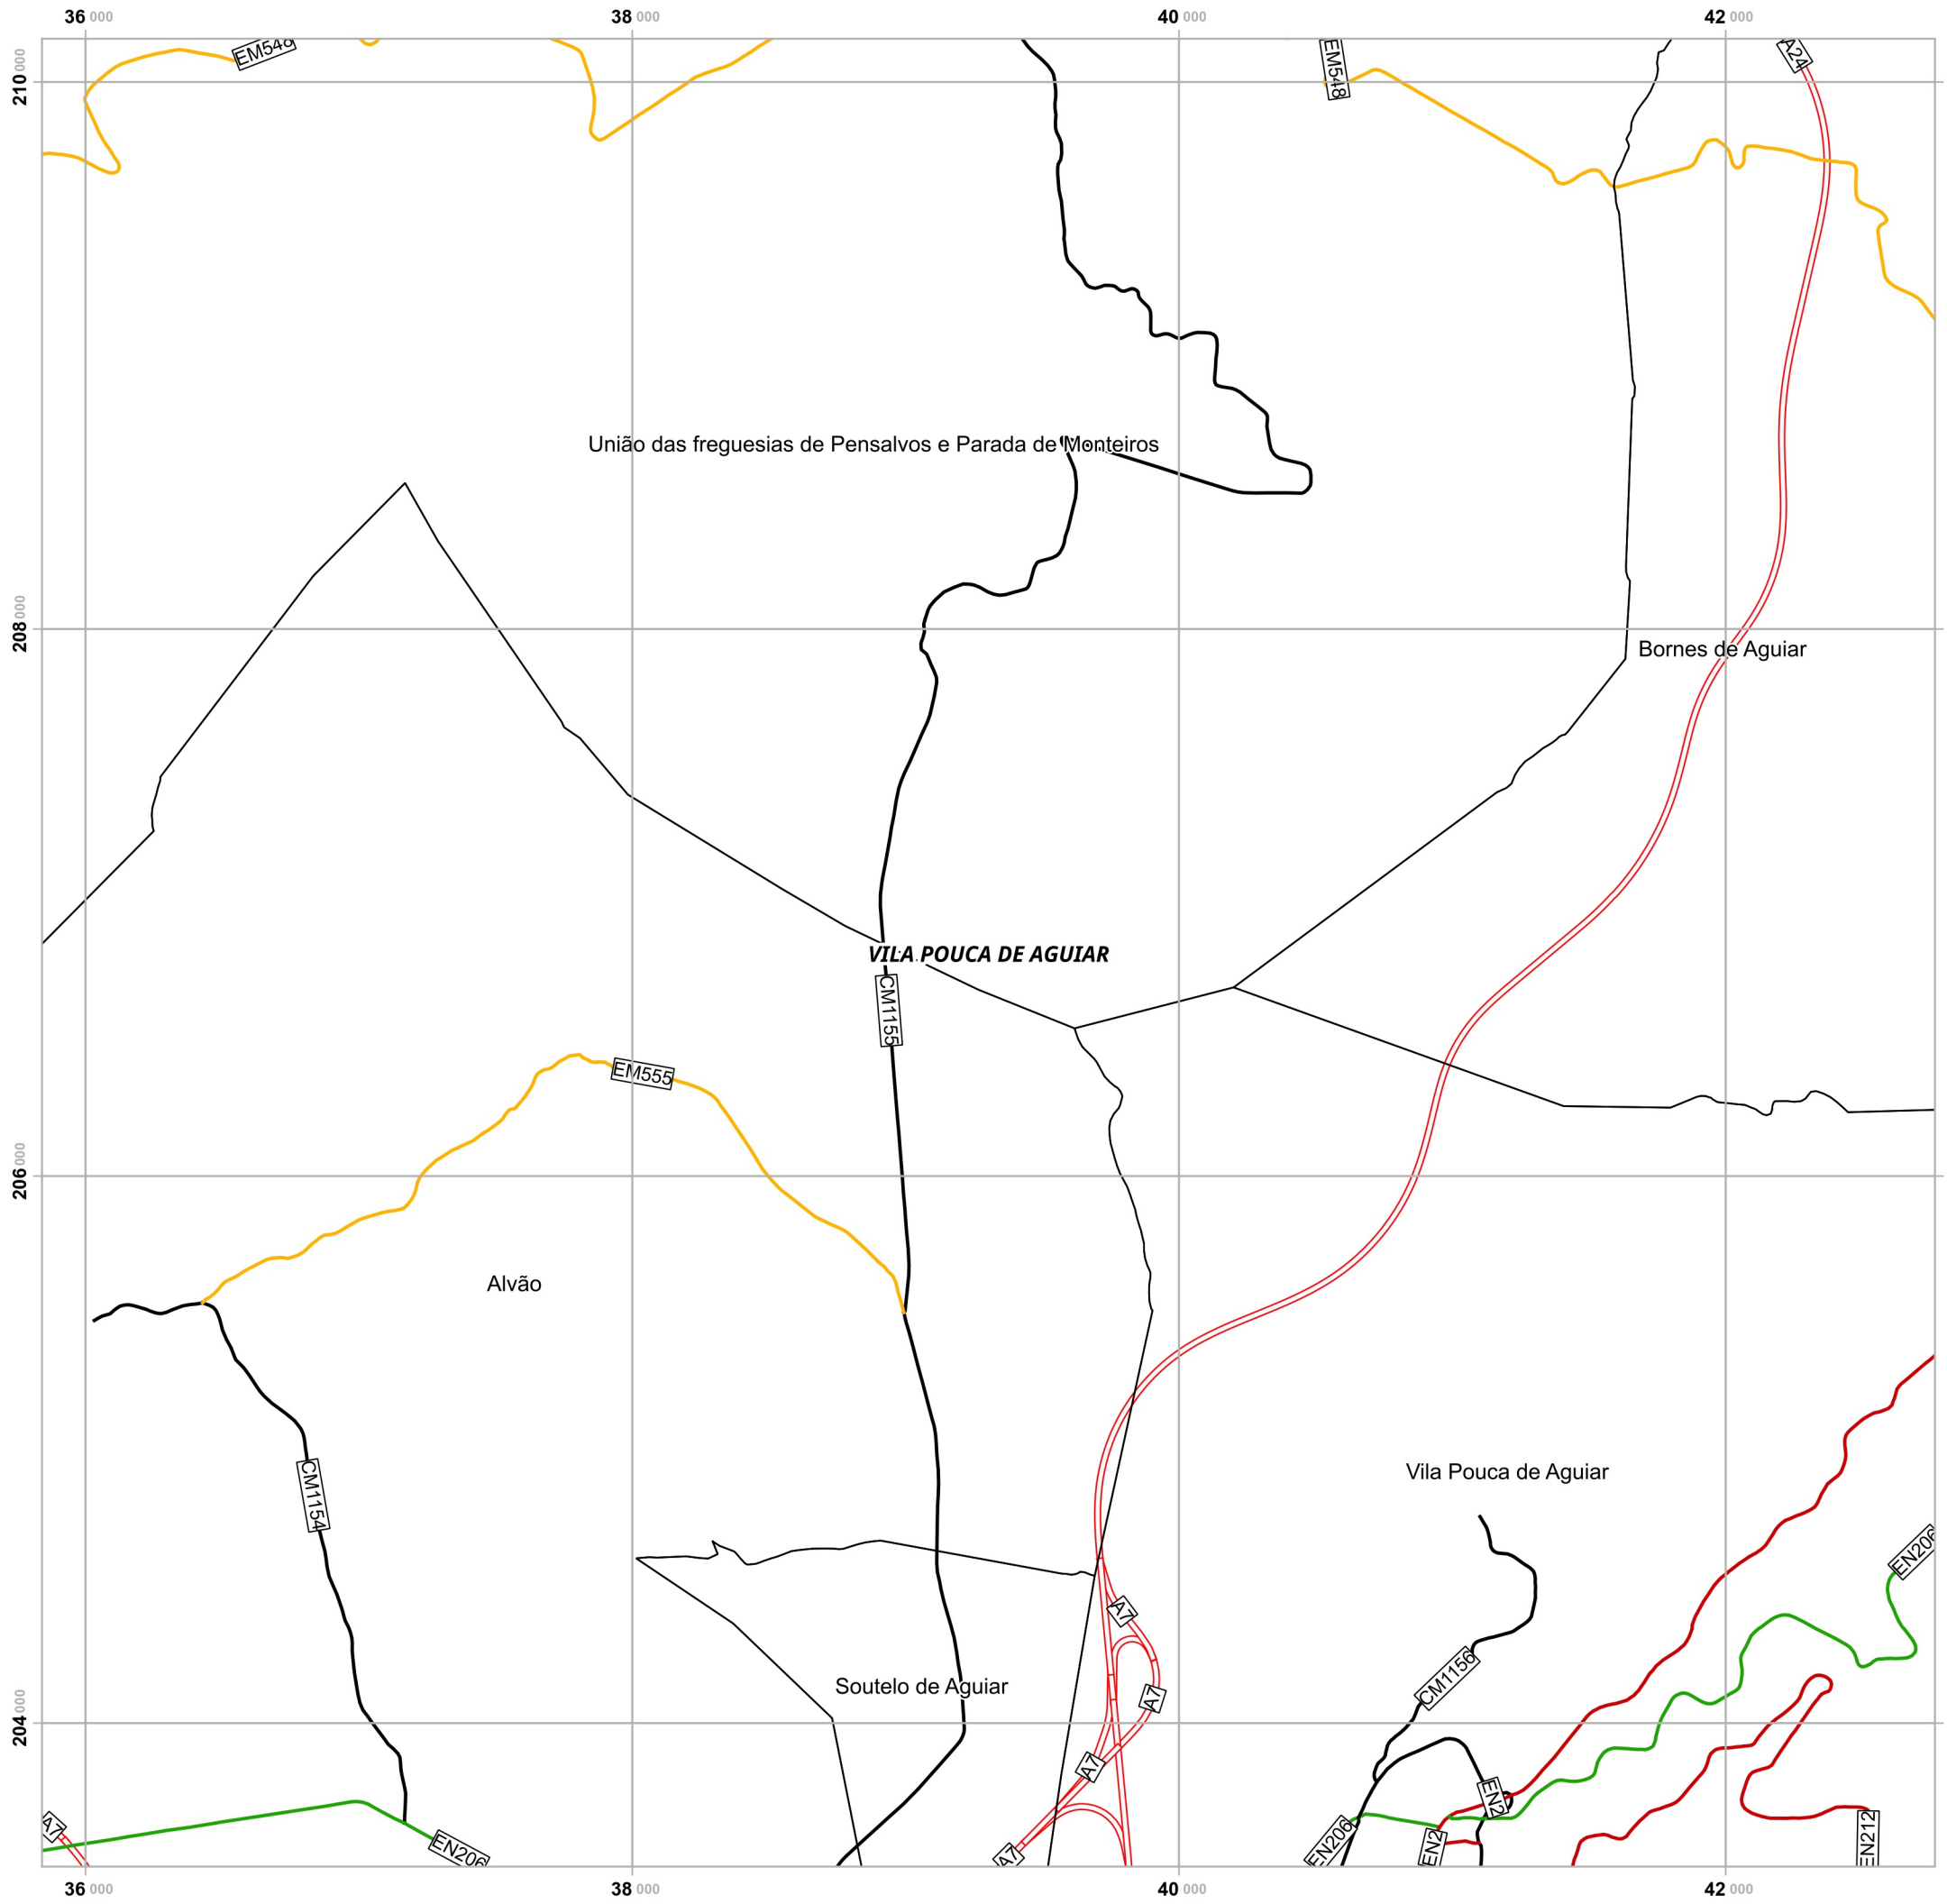 36 000 38 000 40 000 42 000
EM548 EM548 A24
210 000
União das freguesias de Pensalvos e Parada de Monteiros
208 000
Bornes de Aguiar
VILA POUCA DE AGUIAR
CM1155
EM555
206 000
Alvão
Vila Pouca de Aguiar
CM1154
EN206
A7
CM1156
Soutelo de Aguiar
A7
204 000
A7
EN2
A7
EN206
EN2
EN212
EN206
A7
36 000 38 000 40 000 42 000